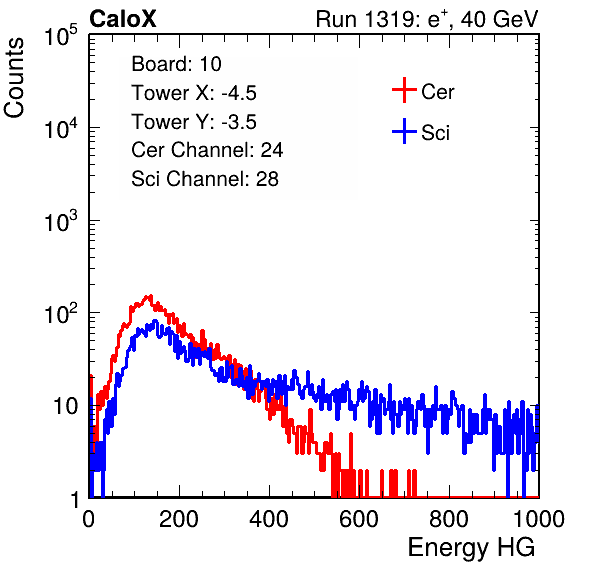 CaloX Run 1319: e⁺, 40 GeV
Counts
Board: 10
Tower X: -4.5
Tower Y: -3.5
Cer Channel: 24
Sci Channel: 28
Cer
Sci
10⁵
10⁴
10³
10²
10
1
0 200 400 600 800 1000
Energy HG